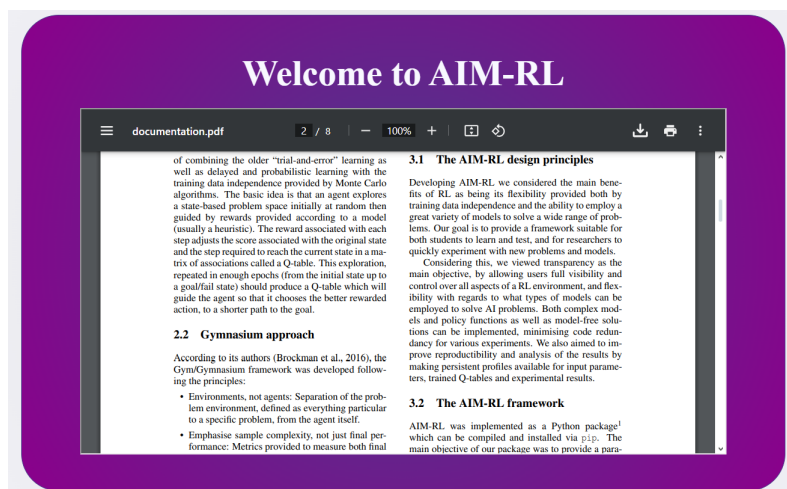 Welcome to AIM-RL
documentation.pdf
2 / 8
100%
of combining the older “trial-and-error” learning as
well as delayed and probabilistic learning with the
training data independence provided by Monte Carlo
algorithms. The basic idea is that an agent explores
a state-based problem space initially at random then
guided by rewards provided according to a model
(usually a heuristic). The reward associated with each
step adjusts the score associated with the original state
and the step required to reach the current state in a ma-
trix of associations called a Q-table. This exploration,
repeated in enough epochs (from the initial state up to
a goal/fail state) should produce a Q-table which will
guide the agent so that it chooses the better rewarded
action, to a shorter path to the goal.
2.2 Gymnasium approach
According to its authors (Brockman et al., 2016), the
Gym/Gymnasium framework was developed follow-
ing the principles:
• Environments, not agents: Separation of the prob-
lem environment, defined as everything particular
to a specific problem, from the agent itself.
• Emphasise sample complexity, not just final per-
formance: Metrics provided to measure both final
3.1 The AIM-RL design principles
Developing AIM-RL we considered the main bene-
fits of RL as being its flexibility provided both by
training data independence and the ability to employ a
great variety of models to solve a wide range of prob-
lems. Our goal is to provide a framework suitable for
both students to learn and test, and for researchers to
quickly experiment with new problems and models.
Considering this, we viewed transparency as the
main objective, by allowing users full visibility and
control over all aspects of a RL environment, and flex-
ibility with regards to what types of models can be
employed to solve AI problems. Both complex mod-
els and policy functions as well as model-free solu-
tions can be implemented, minimising code redun-
dancy for various experiments. We also aimed to im-
prove reproductibility and analysis of the results by
making persistent profiles available for input parame-
ters, trained Q-tables and experimental results.
3.2 The AIM-RL framework
AIM-RL was implemented as a Python package1
which can be compiled and installed via pip. The
main objective of our package was to provide a para-